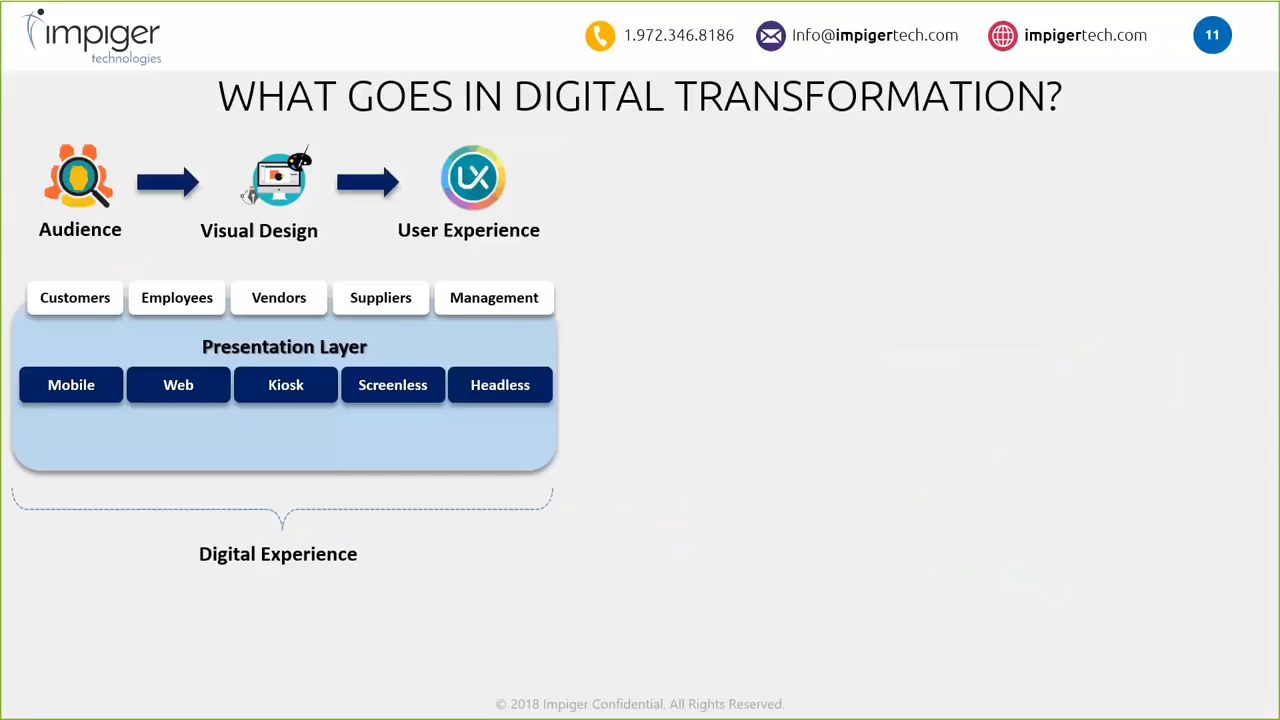 impiger
technologies
1.972.346.8186
Info@impigertech.com
impigertech.com
11
WHAT GOES IN DIGITAL TRANSFORMATION?
UX
Audience
Visual Design
User Experience
Customers
Employees
Vendors
Suppliers
Management
Presentation Layer
Mobile
Web
Kiosk
Screenless
Headless
Digital Experience
© 2018 Impiger Confidential. All Rights Reserved.